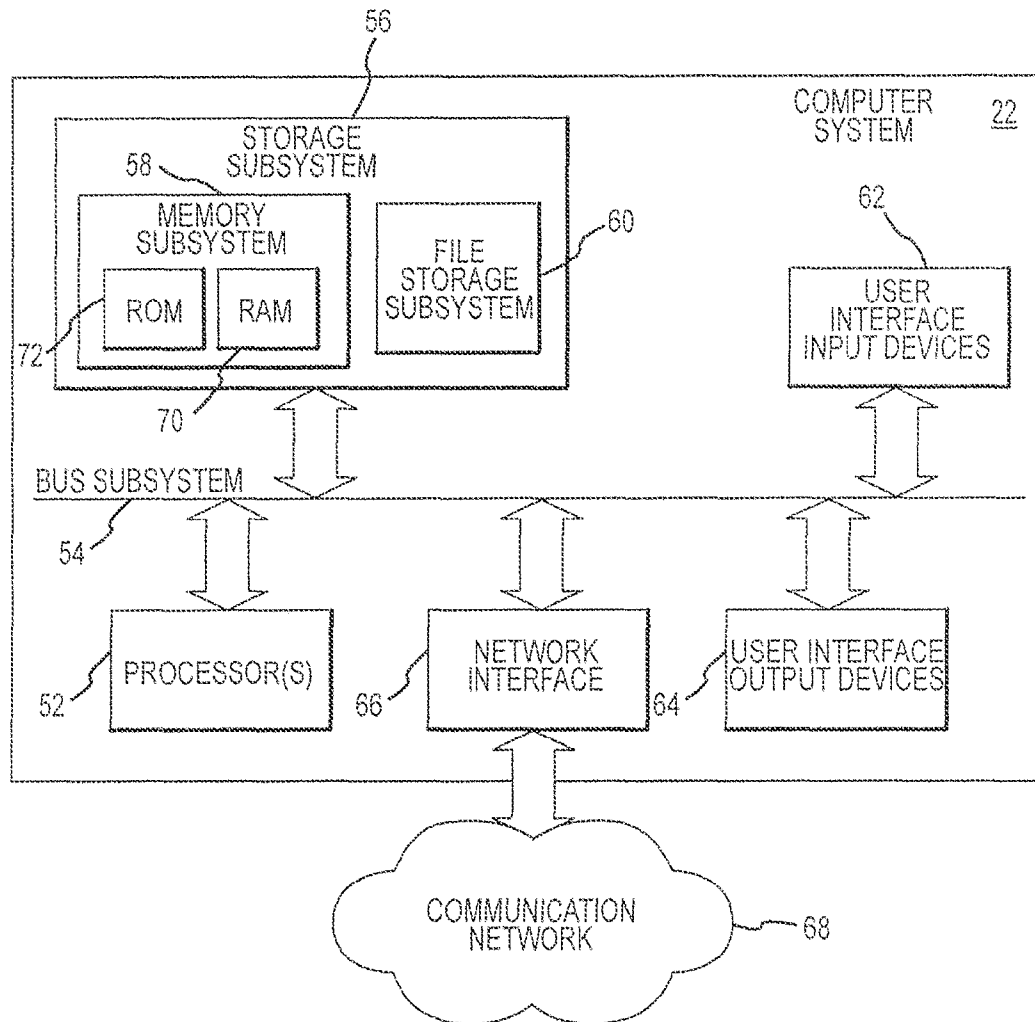 56
COMPUTER
SYSTEM
22
STORAGE
SUBSYSTEM
58
MEMORY
SUBSYSTEM
ROM
RAM
72
70
FILE
STORAGE
SUBSYSTEM
60
62
USER
INTERFACE
INPUT DEVICES
BUS SUBSYSTEM
54
PROCESSOR(S)
52
NETWORK
INTERFACE
66
USER INTERFACE
OUTPUT DEVICES
64
COMMUNICATION
NETWORK
68